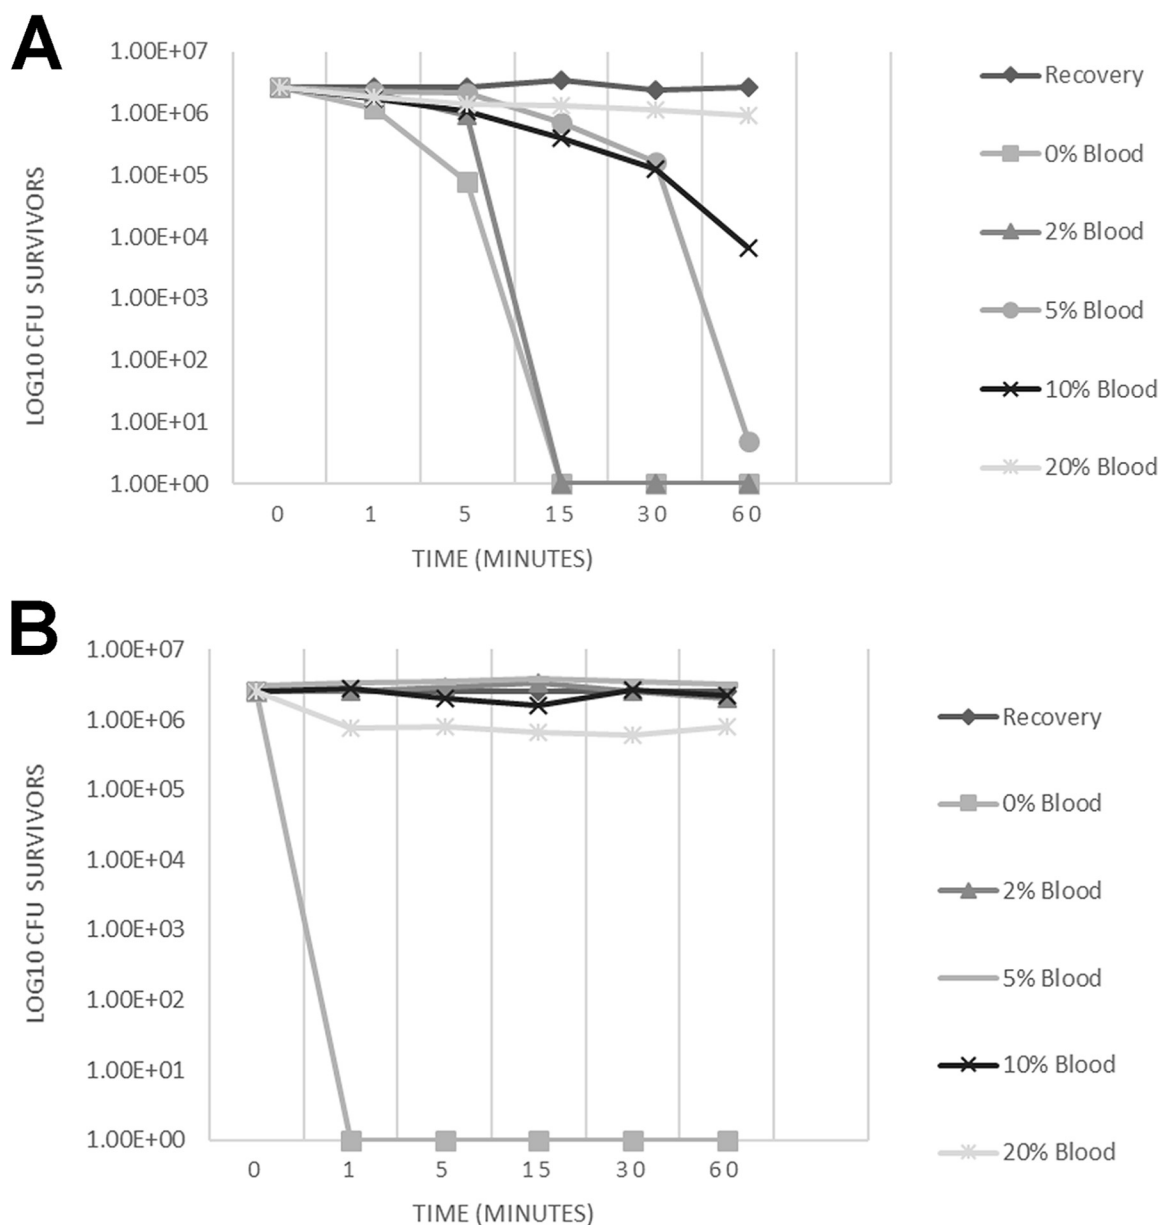 A
1.00E+07
1.00E+06
1.00E+05
1.00E+04
1.00E+03
1.00E+02
1.00E+01
1.00E+00
LOG10 CFU SURVIVORS
0 1 5 15 30 60
TIME (MINUTES)
Recovery
0% Blood
2% Blood
5% Blood
10% Blood
20% Blood
B
1.00E+07
1.00E+06
1.00E+05
1.00E+04
1.00E+03
1.00E+02
1.00E+01
1.00E+00
LOG10 CFU SURVIVORS
0 1 5 15 30 60
TIME (MINUTES)
Recovery
0% Blood
2% Blood
5% Blood
10% Blood
20% Blood